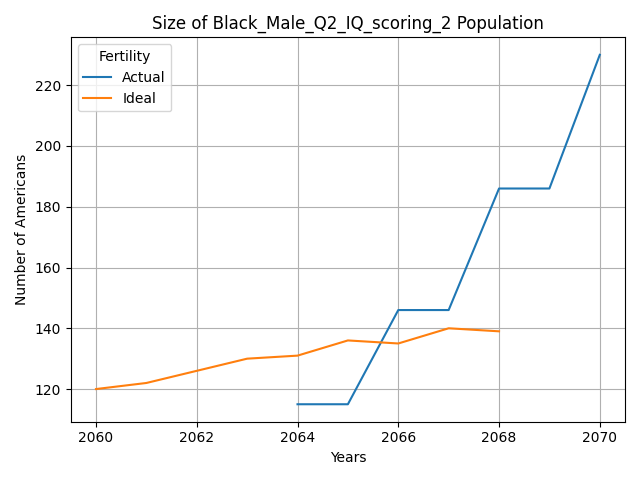 Size of Black_Male_Q2_IQ_scoring_2 Population
Fertility
Actual
Ideal
Number of Americans
220
200
180
160
140
120
2060
2062
2064
2066
2068
2070
Years